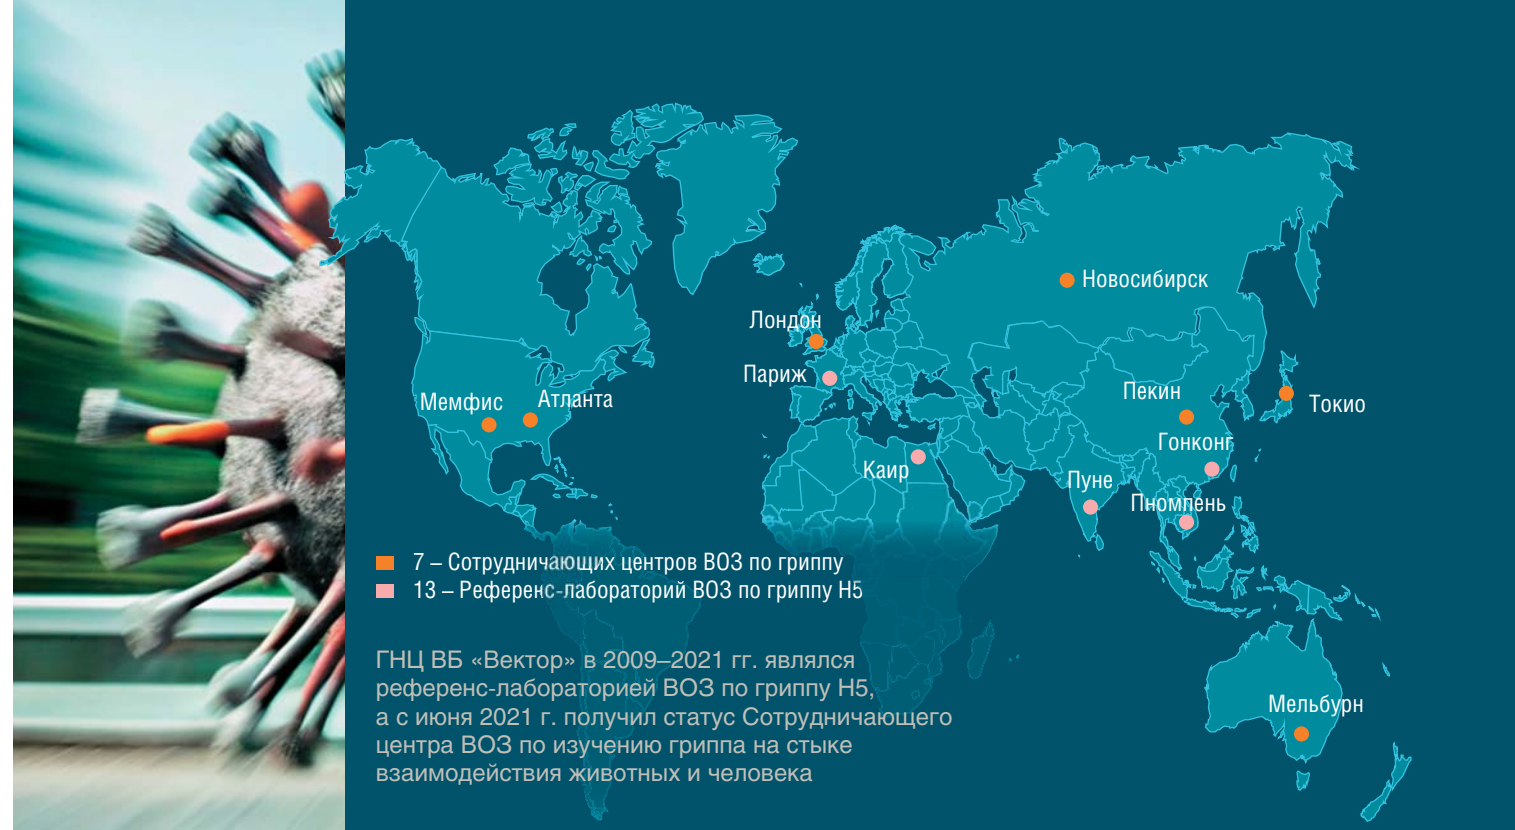 Новосибирск
Лондон
Париж
Мемфис
Атланта
Пекин
Токио
Гонконг
Каир
Пуне
Пномпень
7 – Сотрудничающих центров ВОЗ по гриппу
13 – Референс-лабораторий ВОЗ по гриппу H5
ГНЦ ВБ «Вектор» в 2009–2021 гг. являлся
референс-лабораторией ВОЗ по гриппу H5,
а с июня 2021 г. получил статус Сотрудничающего
центра ВОЗ по изучению гриппа на стыке
взаимодействия животных и человека
Мельбурн